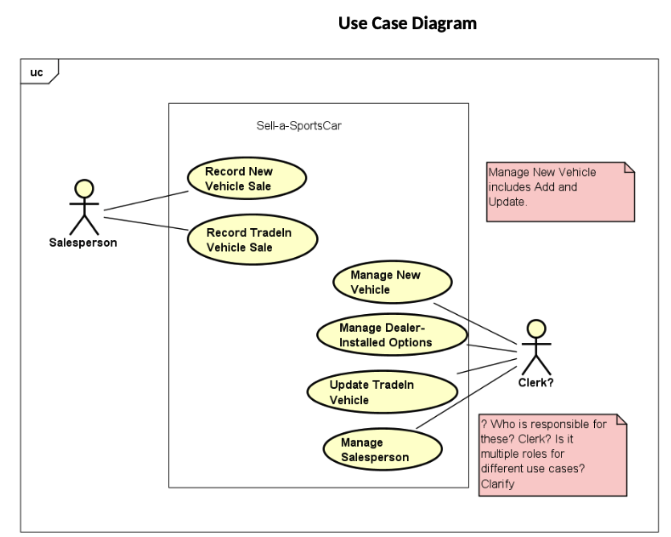 Use Case Diagram
uc
Sell-a-SportsCar
Record New
Vehicle Sale
Record TradeIn
Vehicle Sale
Salesperson
Manage New Vehicle
includes Add and
Update.
Manage New
Vehicle
Manage Dealer-
Installed Options
Update TradeIn
Vehicle
Manage
Salesperson
Clerk?
? Who is responsible for
these? Clerk? Is it
multiple roles for
different use cases?
Clarify